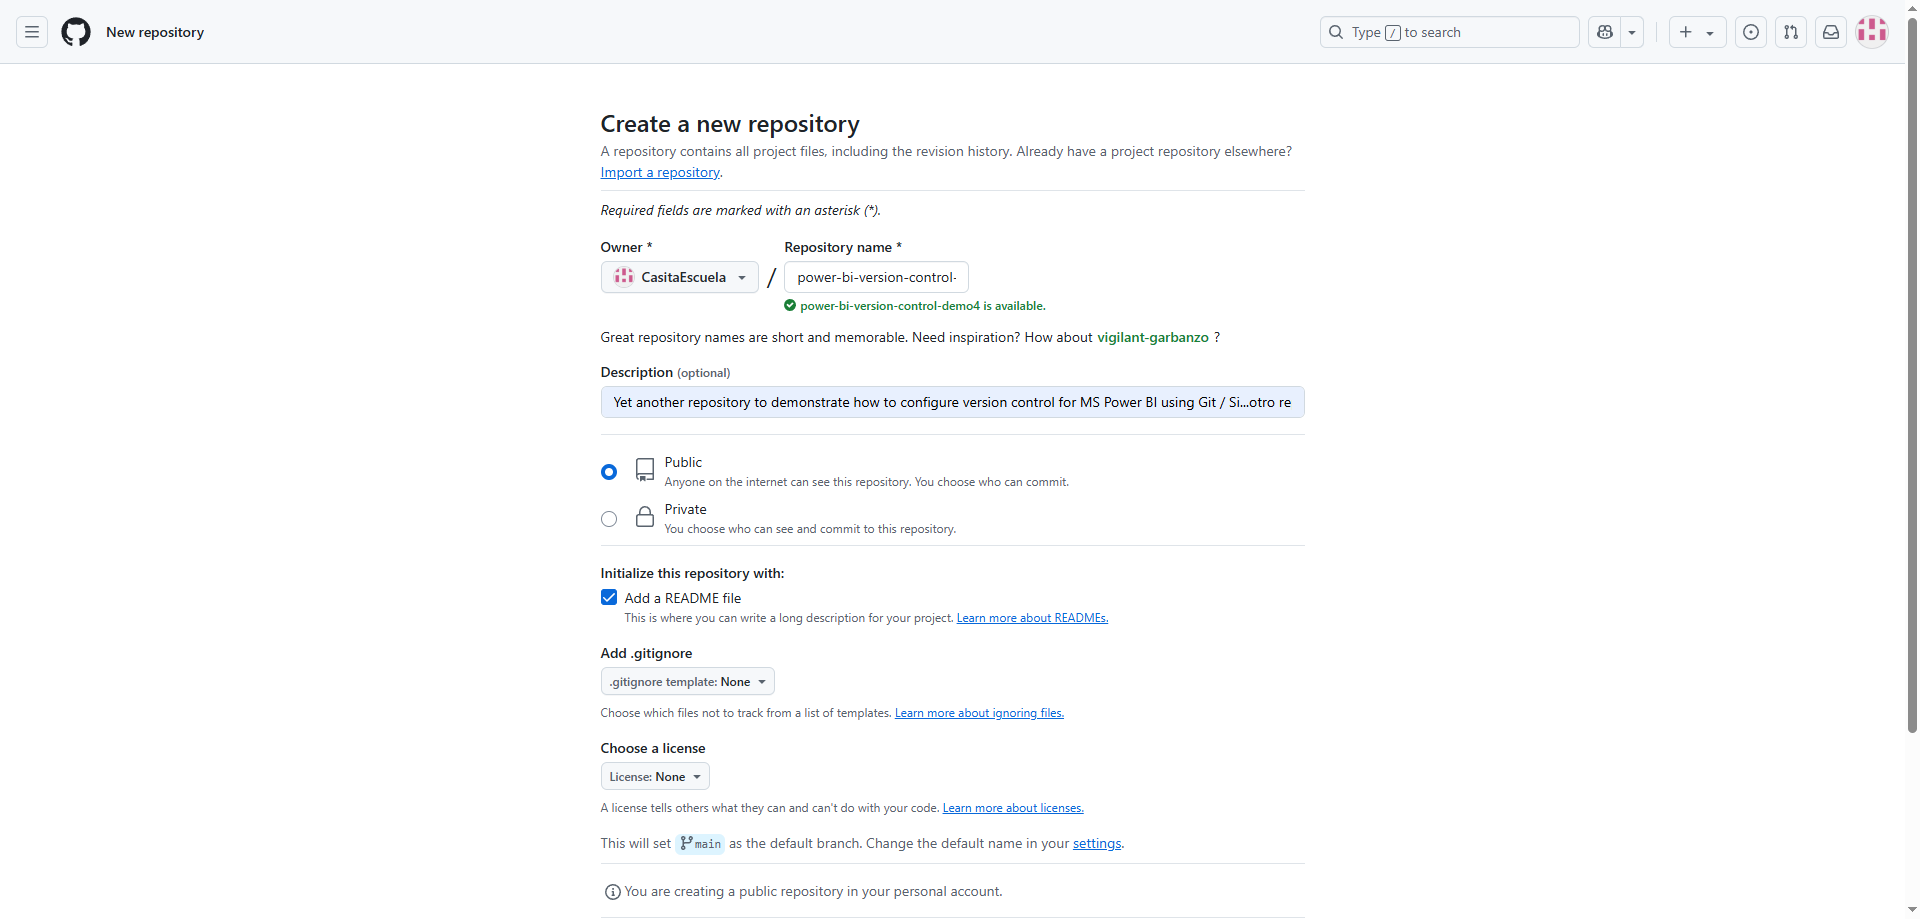 New repository
Type / to search
Create a new repository
A repository contains all project files, including the revision history. Already have a project repository elsewhere?
Import a repository.
Required fields are marked with an asterisk (*).
Owner * Repository name *
CasitaEscuela / power-bi-version-control-
power-bi-version-control-demo4 is available.
Great repository names are short and memorable. Need inspiration? How about vigilant-garbanzo ?
Description (optional)
Yet another repository to demonstrate how to configure version control for MS Power BI using Git / Si...otro re
Public
Anyone on the internet can see this repository. You choose who can commit.
Private
You choose who can see and commit to this repository.
Initialize this repository with:
Add a README file
This is where you can write a long description for your project. Learn more about READMEs.
Add .gitignore
.gitignore template: None
Choose which files not to track from a list of templates. Learn more about ignoring files.
Choose a license
License: None
A license tells others what they can and can't do with your code. Learn more about licenses.
This will set main as the default branch. Change the default name in your settings.
You are creating a public repository in your personal account.